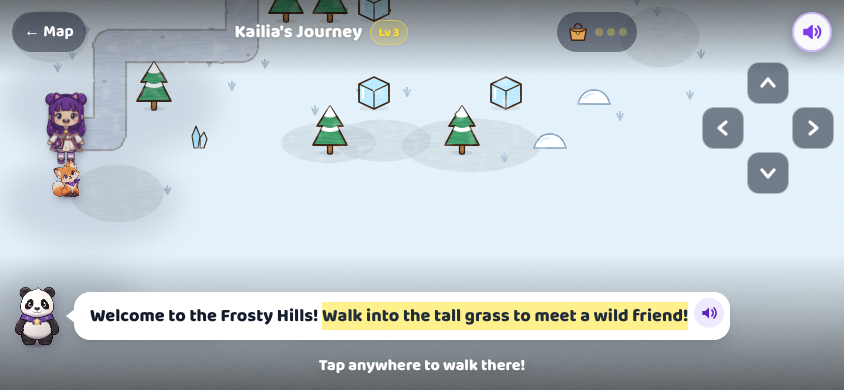 ← Map
Kailia's Journey
Lv 3
Welcome to the Frosty Hills! Walk into the tall grass to meet a wild friend!
Tap anywhere to walk there!